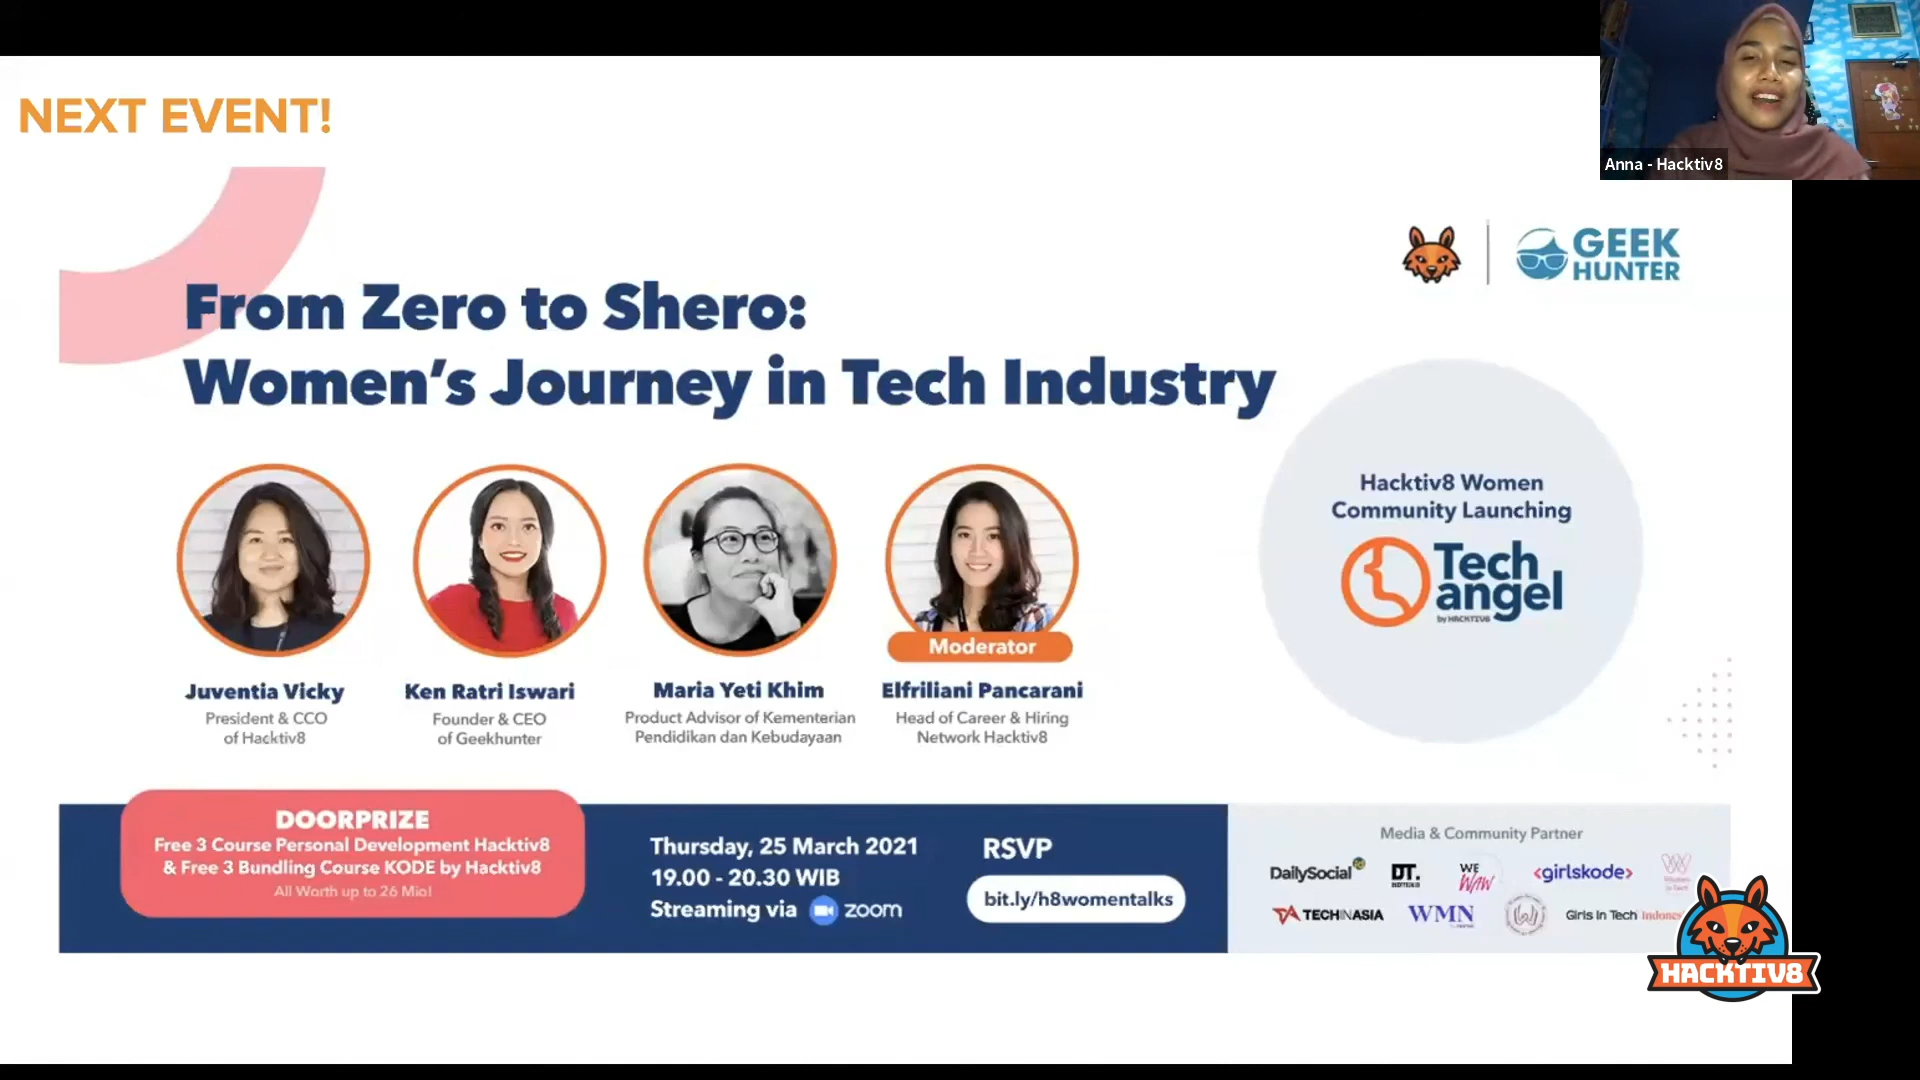 NEXT EVENT!
Anna - Hacktiv8
GEEK
HUNTER
From Zero to Shero:
Women's Journey in Tech Industry
Hacktiv8 Women
Community Launching
Tech
angel
by HACKTIV8
Moderator
Juventia Vicky
President & CCO
of Hacktiv8
Ken Ratri Iswari
Founder & CEO
of Geekhunter
Maria Yeti Khim
Product Advisor of Kementerian
Pendidikan dan Kebudayaan
Elfriliani Pancarani
Head of Career & Hiring
Network Hacktiv8
DOORPRIZE
Free 3 Course Personal Development Hacktiv8
& Free 3 Bundling Course KODE by Hacktiv8
All Worth up to 26 Mio!
Thursday, 25 March 2021
19.00 - 20.30 WIB
Streaming via zoom
RSVP
bit.ly/h8womentalks
Media & Community Partner
DailySocial
DT.
WE
WAW
<girlskode>
TECHINASIA
WMN
Girls In Tech
HACKTIV8